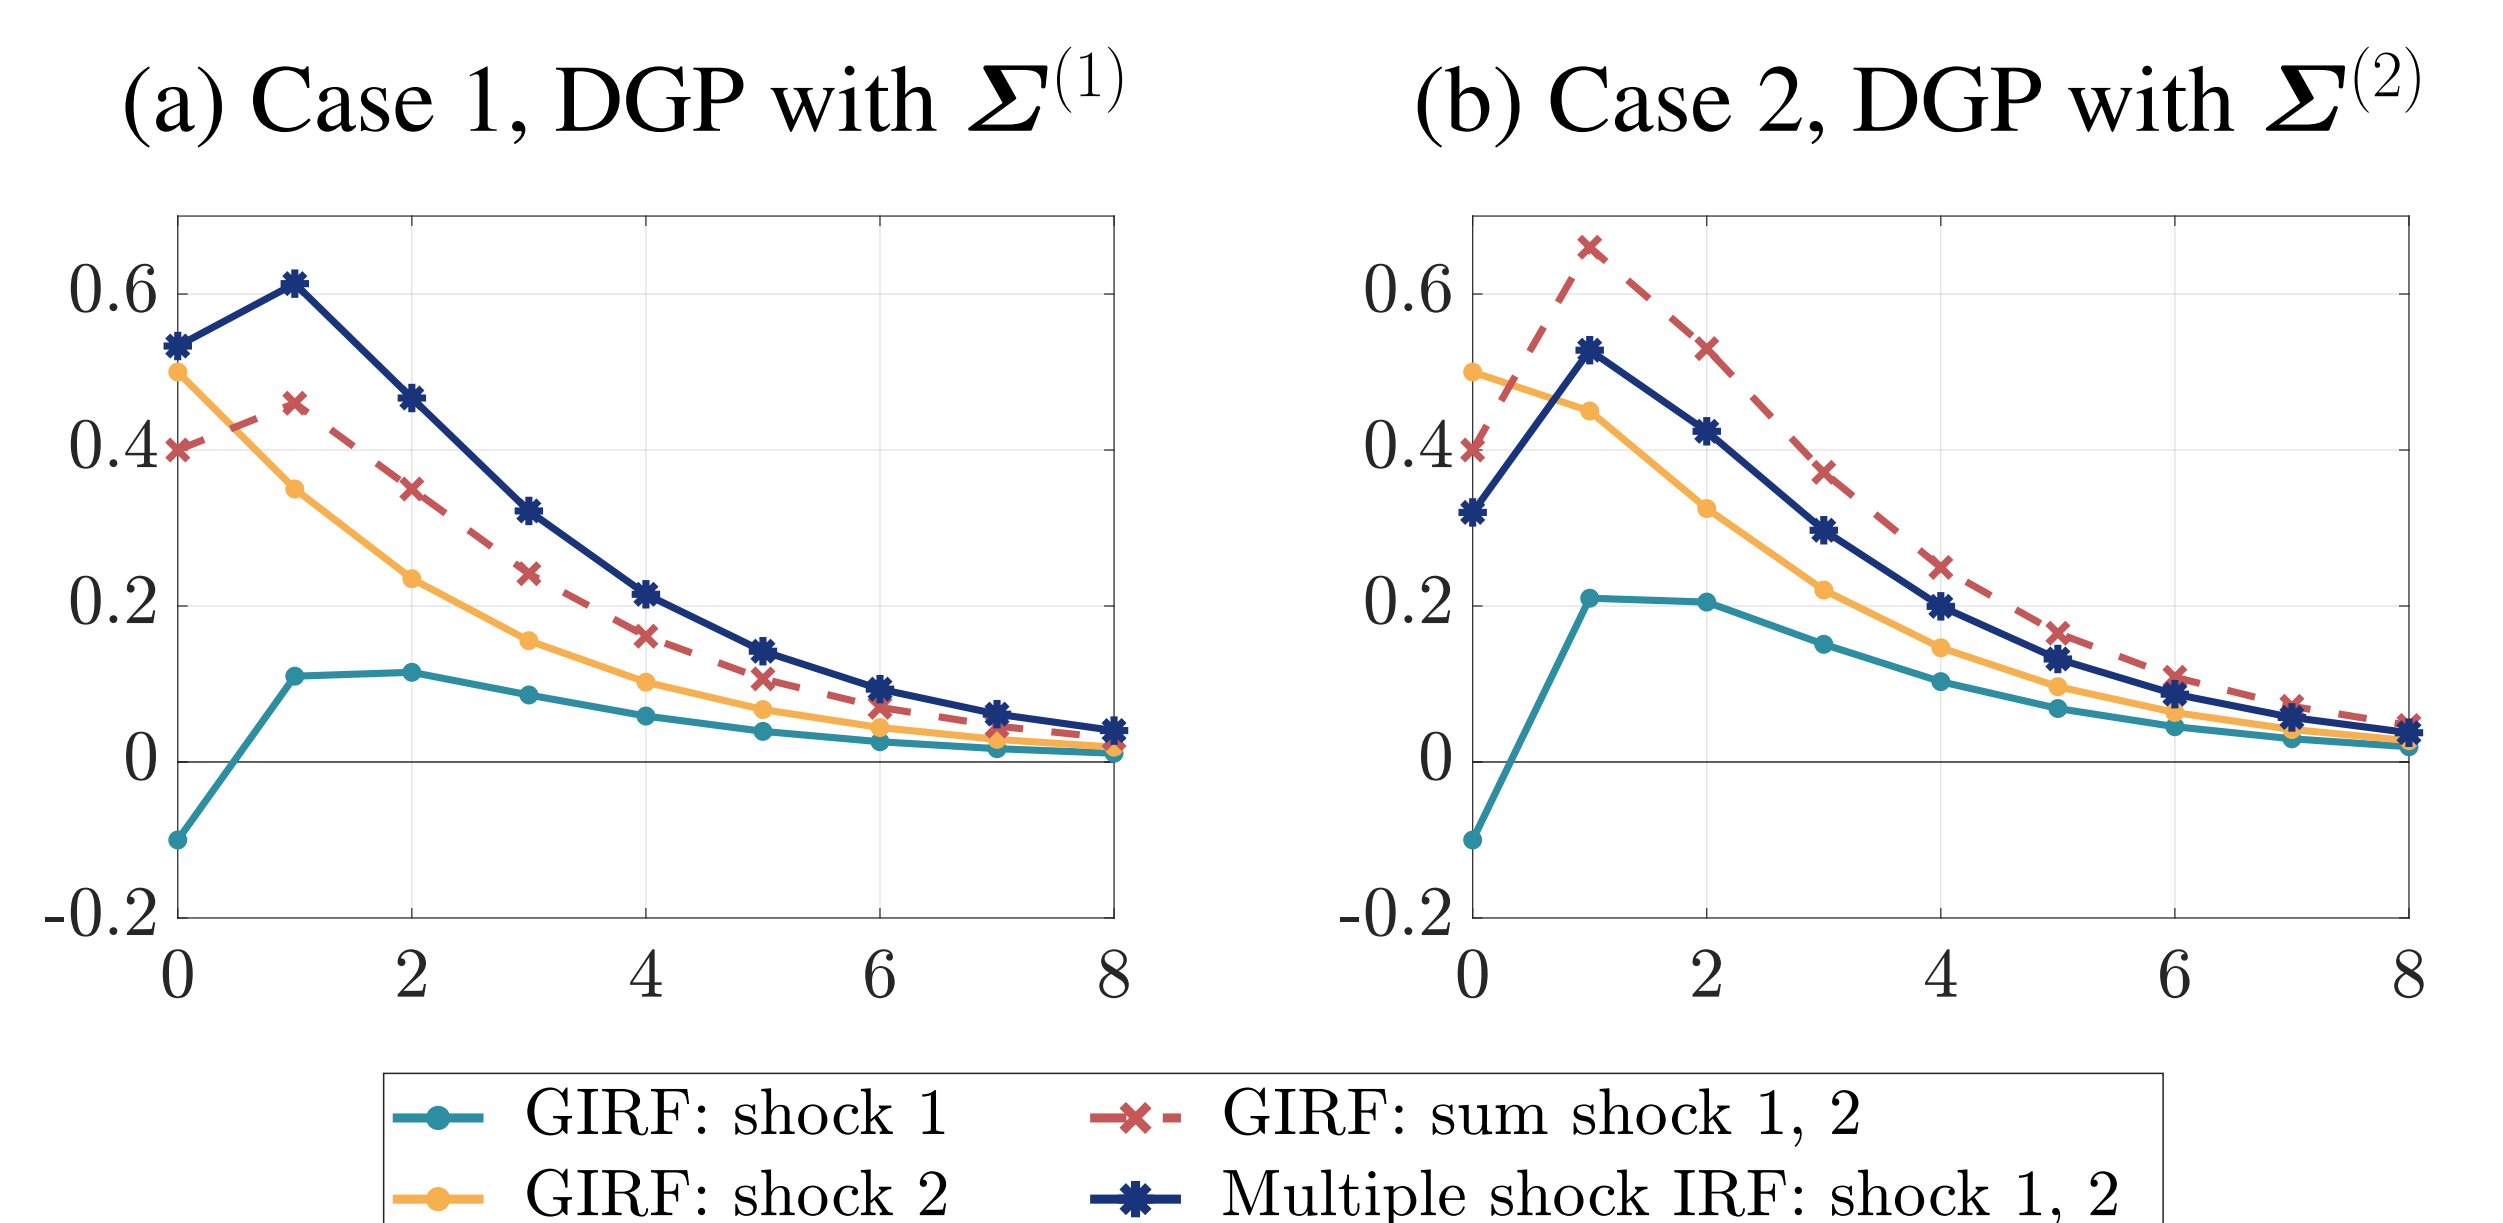 (a) Case 1, DGP with Σ(1)
0.6
0.4
0.2
0
-0.2
0 2 4 6 8
(b) Case 2, DGP with Σ(2)
0.6
0.4
0.2
0
-0.2
0 2 4 6 8
GIRF: shock 1
GIRF: sum shock 1, 2
GIRF: shock 2
Multiple shock IRF: shock 1, 2